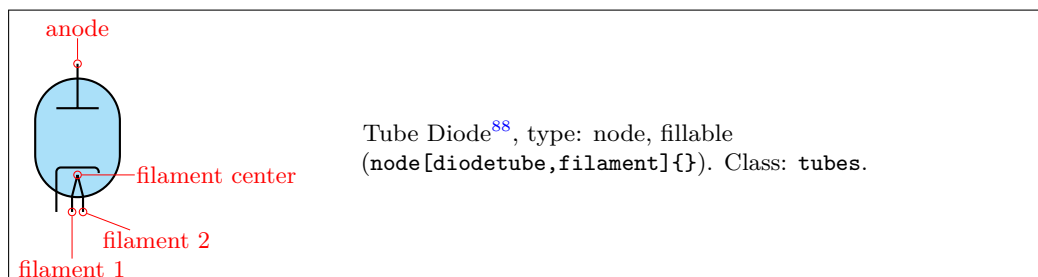 anode
Tube Diode88, type: node, fillable
(node[diodetube,filament]{}). Class: tubes.
filament center
filament 2
filament 1